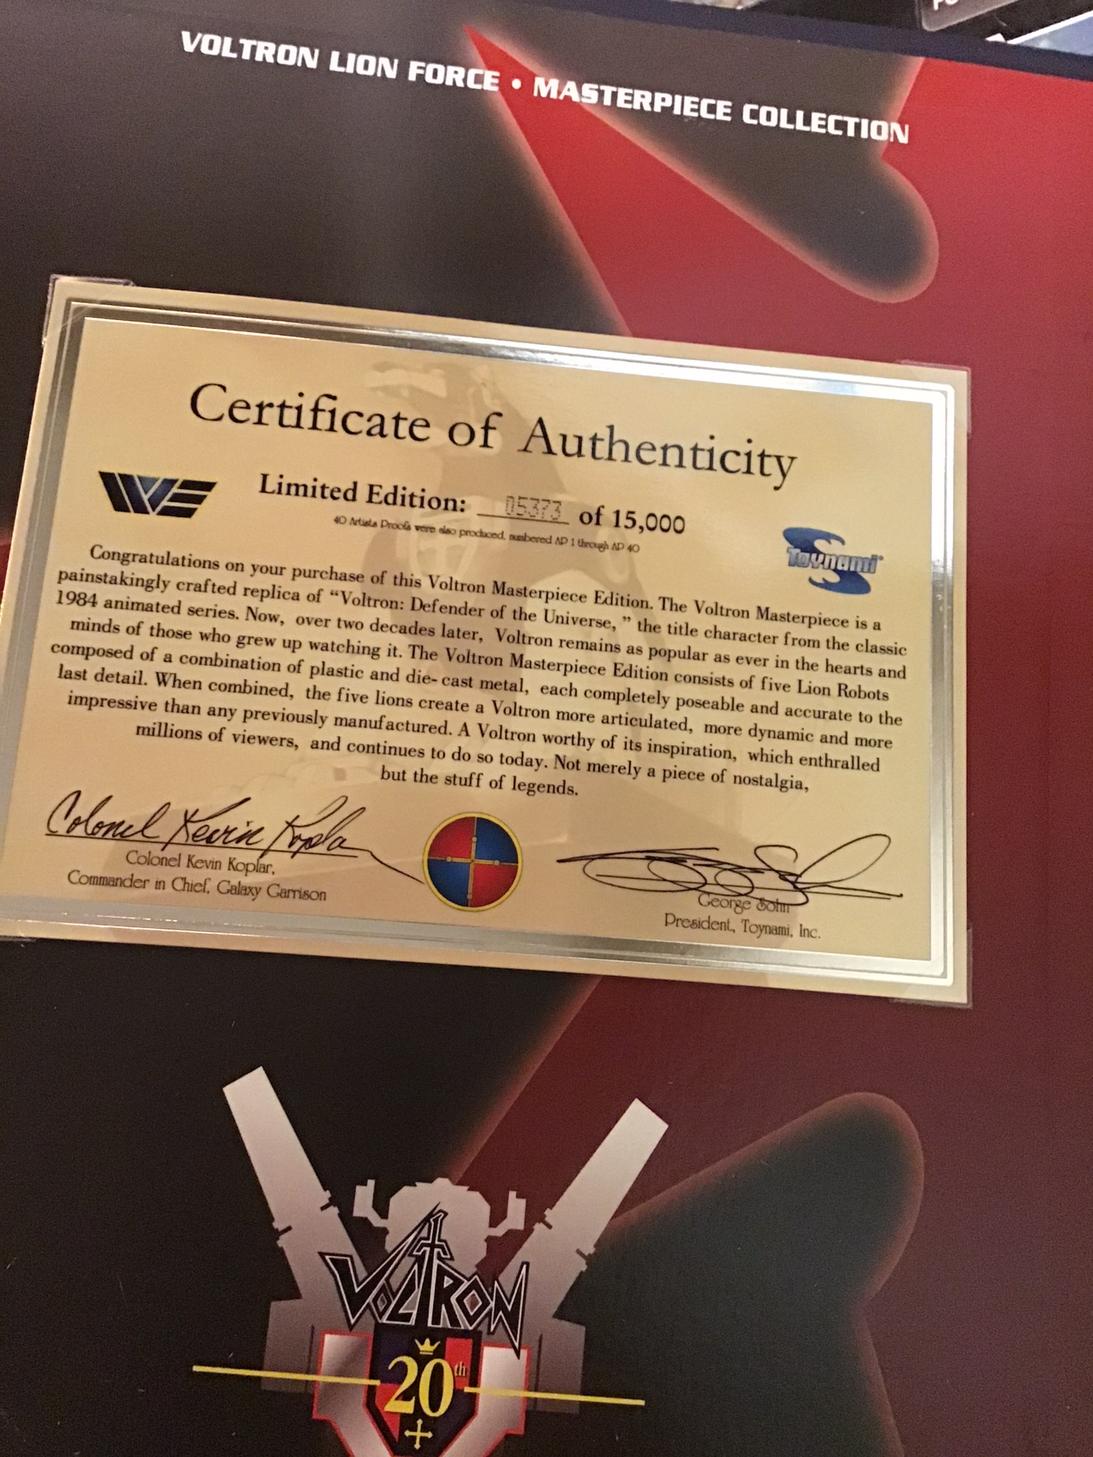 VOLTRON LION FORCE • MASTERPIECE COLLECTION
Certificate of Authenticity
WE
Limited Edition: 05373 of 15,000
40 Artists Proofs were also produced, numbered AP 1 through AP 40
Toynami
Congratulations on your purchase of this Voltron Masterpiece Edition. The Voltron Masterpiece is a
painstakingly crafted replica of “Voltron: Defender of the Universe, ” the title character from the classic
1984 animated series. Now, over two decades later, Voltron remains as popular as ever in the hearts and
minds of those who grew up watching it. The Voltron Masterpiece Edition consists of five Lion Robots
composed of a combination of plastic and die-cast metal, each completely poseable and accurate to the
last detail. When combined, the five lions create a Voltron more articulated, more dynamic and more
impressive than any previously manufactured. A Voltron worthy of its inspiration, which enthralled
millions of viewers, and continues to do so today. Not merely a piece of nostalgia,
but the stuff of legends.
Colonel Kevin Kopla
Colonel Kevin Koplar,
Commander in Chief, Galaxy Garrison
George Sohn
President, Toynami, Inc.
VOLTRON
20th